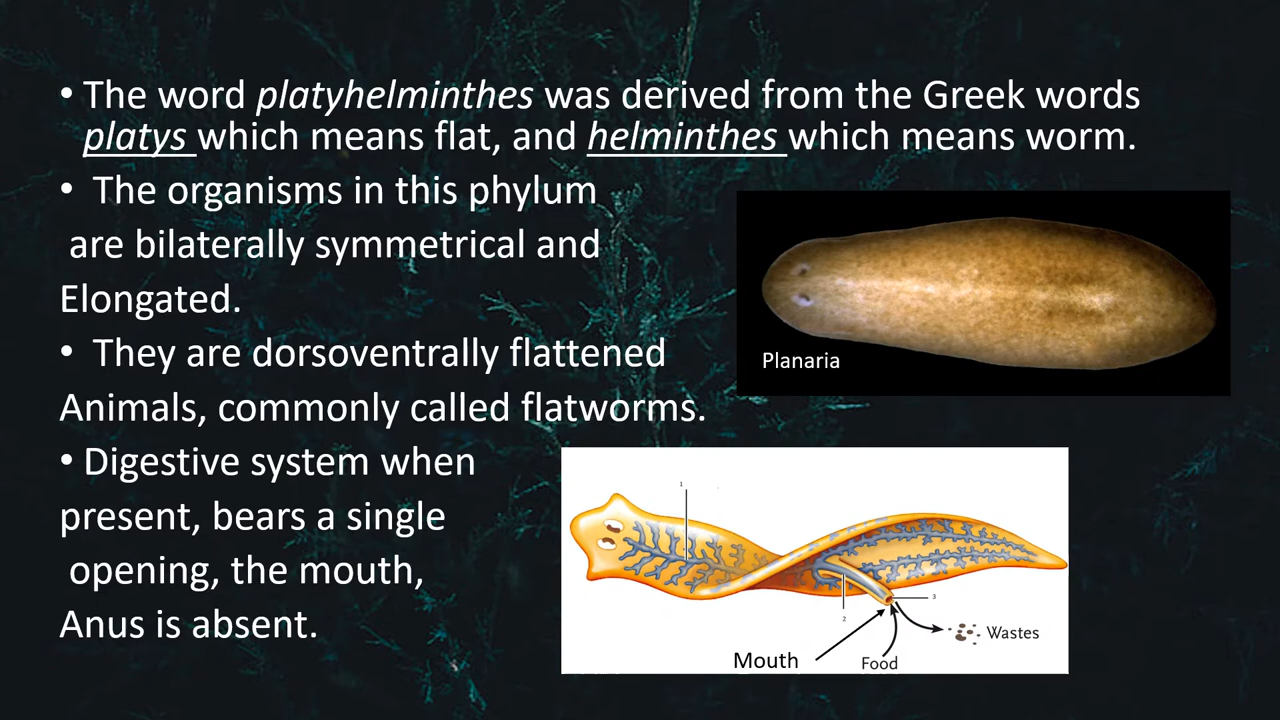 • The word platyhelminthes was derived from the Greek words
platys which means flat, and helminthes which means worm.
• The organisms in this phylum
are bilaterally symmetrical and
Elongated.
• They are dorsoventrally flattened
Animals, commonly called flatworms.
• Digestive system when
present, bears a single
opening, the mouth,
Anus is absent.
Planaria
1
2
3
Wastes
Mouth
Food